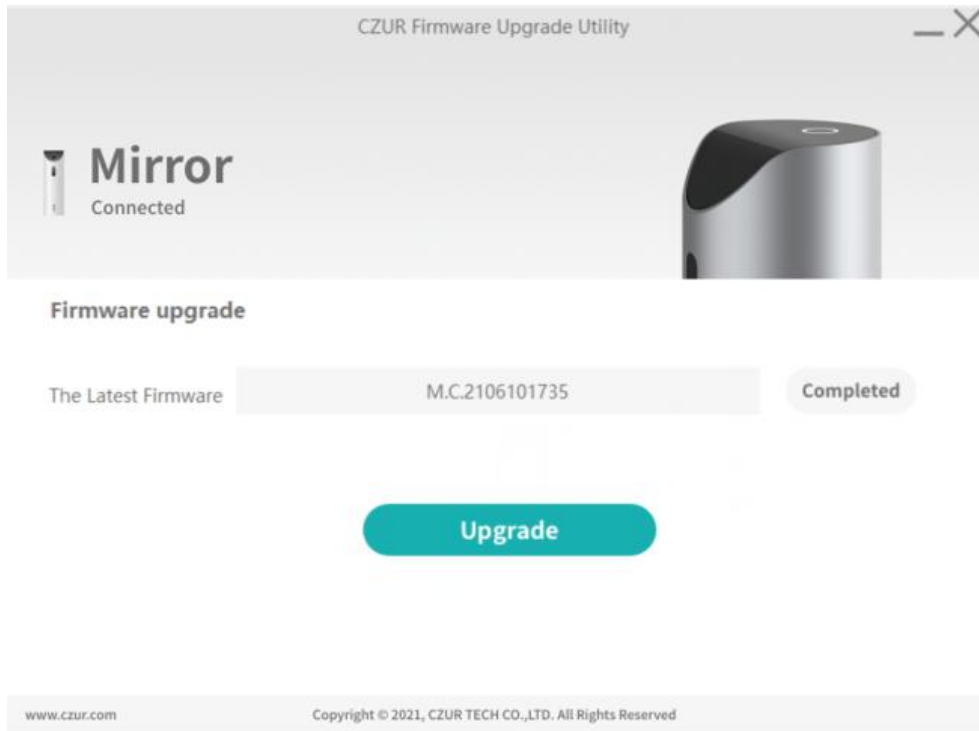 CZUR Firmware Upgrade Utility
Mirror
Connected
Firmware upgrade
The Latest Firmware M.C.2106101735 Completed
Upgrade
www.czur.com Copyright © 2021, CZUR TECH CO.,LTD. All Rights Reserved